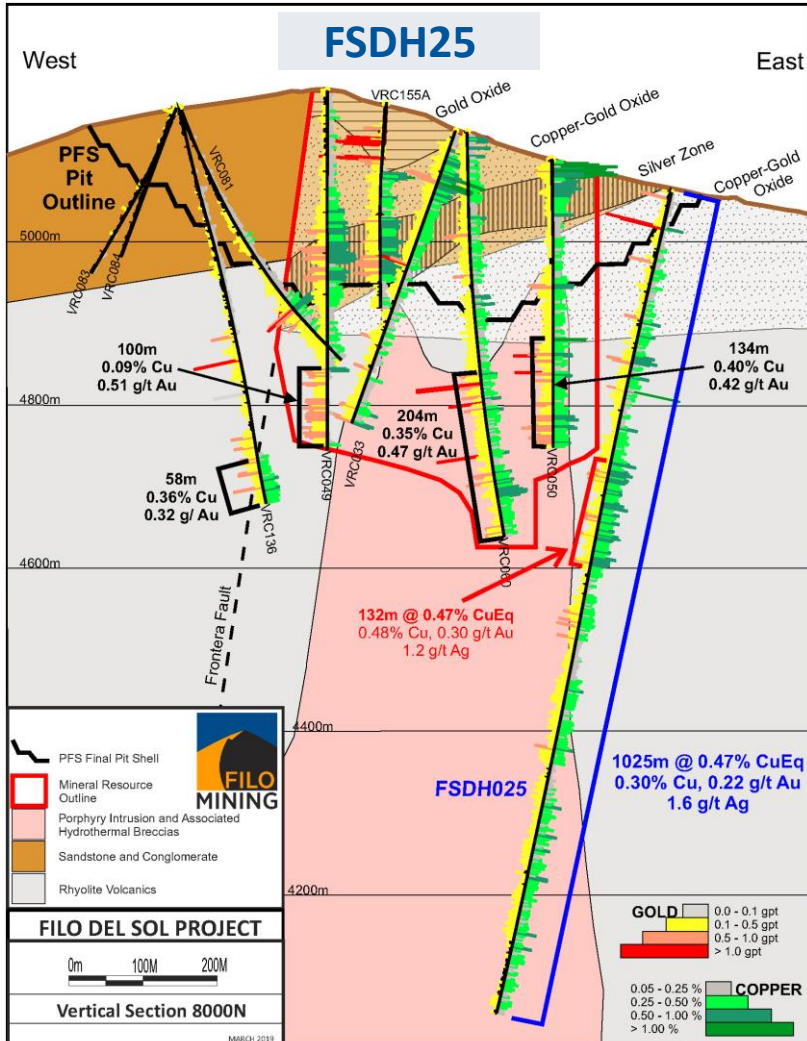 FSDH25
West
East
VRC155A
Gold Oxide
Copper-Gold Oxide
Silver Zone
Copper-Gold
Oxide
PFS
Pit
Outline
VRC081
5000m
VRC083
VRC084
100m
0.09% Cu
0.51 g/t Au
134m
0.40% Cu
0.42 g/t Au
4800m
204m
0.35% Cu
0.47 g/t Au
VRC033
VRC049
VRC050
58m
0.36% Cu
0.32 g/ Au
VRC136
VRC060
4600m
132m @ 0.47% CuEq
0.48% Cu, 0.30 g/t Au
1.2 g/t Ag
Frontera Fault
4400m
FSDH025
1025m @ 0.47% CuEq
0.30% Cu, 0.22 g/t Au
1.6 g/t Ag
4200m
PFS Final Pit Shell
FILO
MINING
Mineral Resource
Outline
Porphyry Intrusion and Associated
Hydrothermal Breccias
Sandstone and Conglomerate
Rhyolite Volcanics
FILO DEL SOL PROJECT
0m 100M 200M
Vertical Section 8000N
MARCH 2019
GOLD
0.0 - 0.1 gpt
0.1 - 0.5 gpt
0.5 - 1.0 gpt
> 1.0 gpt
COPPER
0.05 - 0.25 %
0.25 - 0.50 %
0.50 - 1.00 %
> 1.00 %